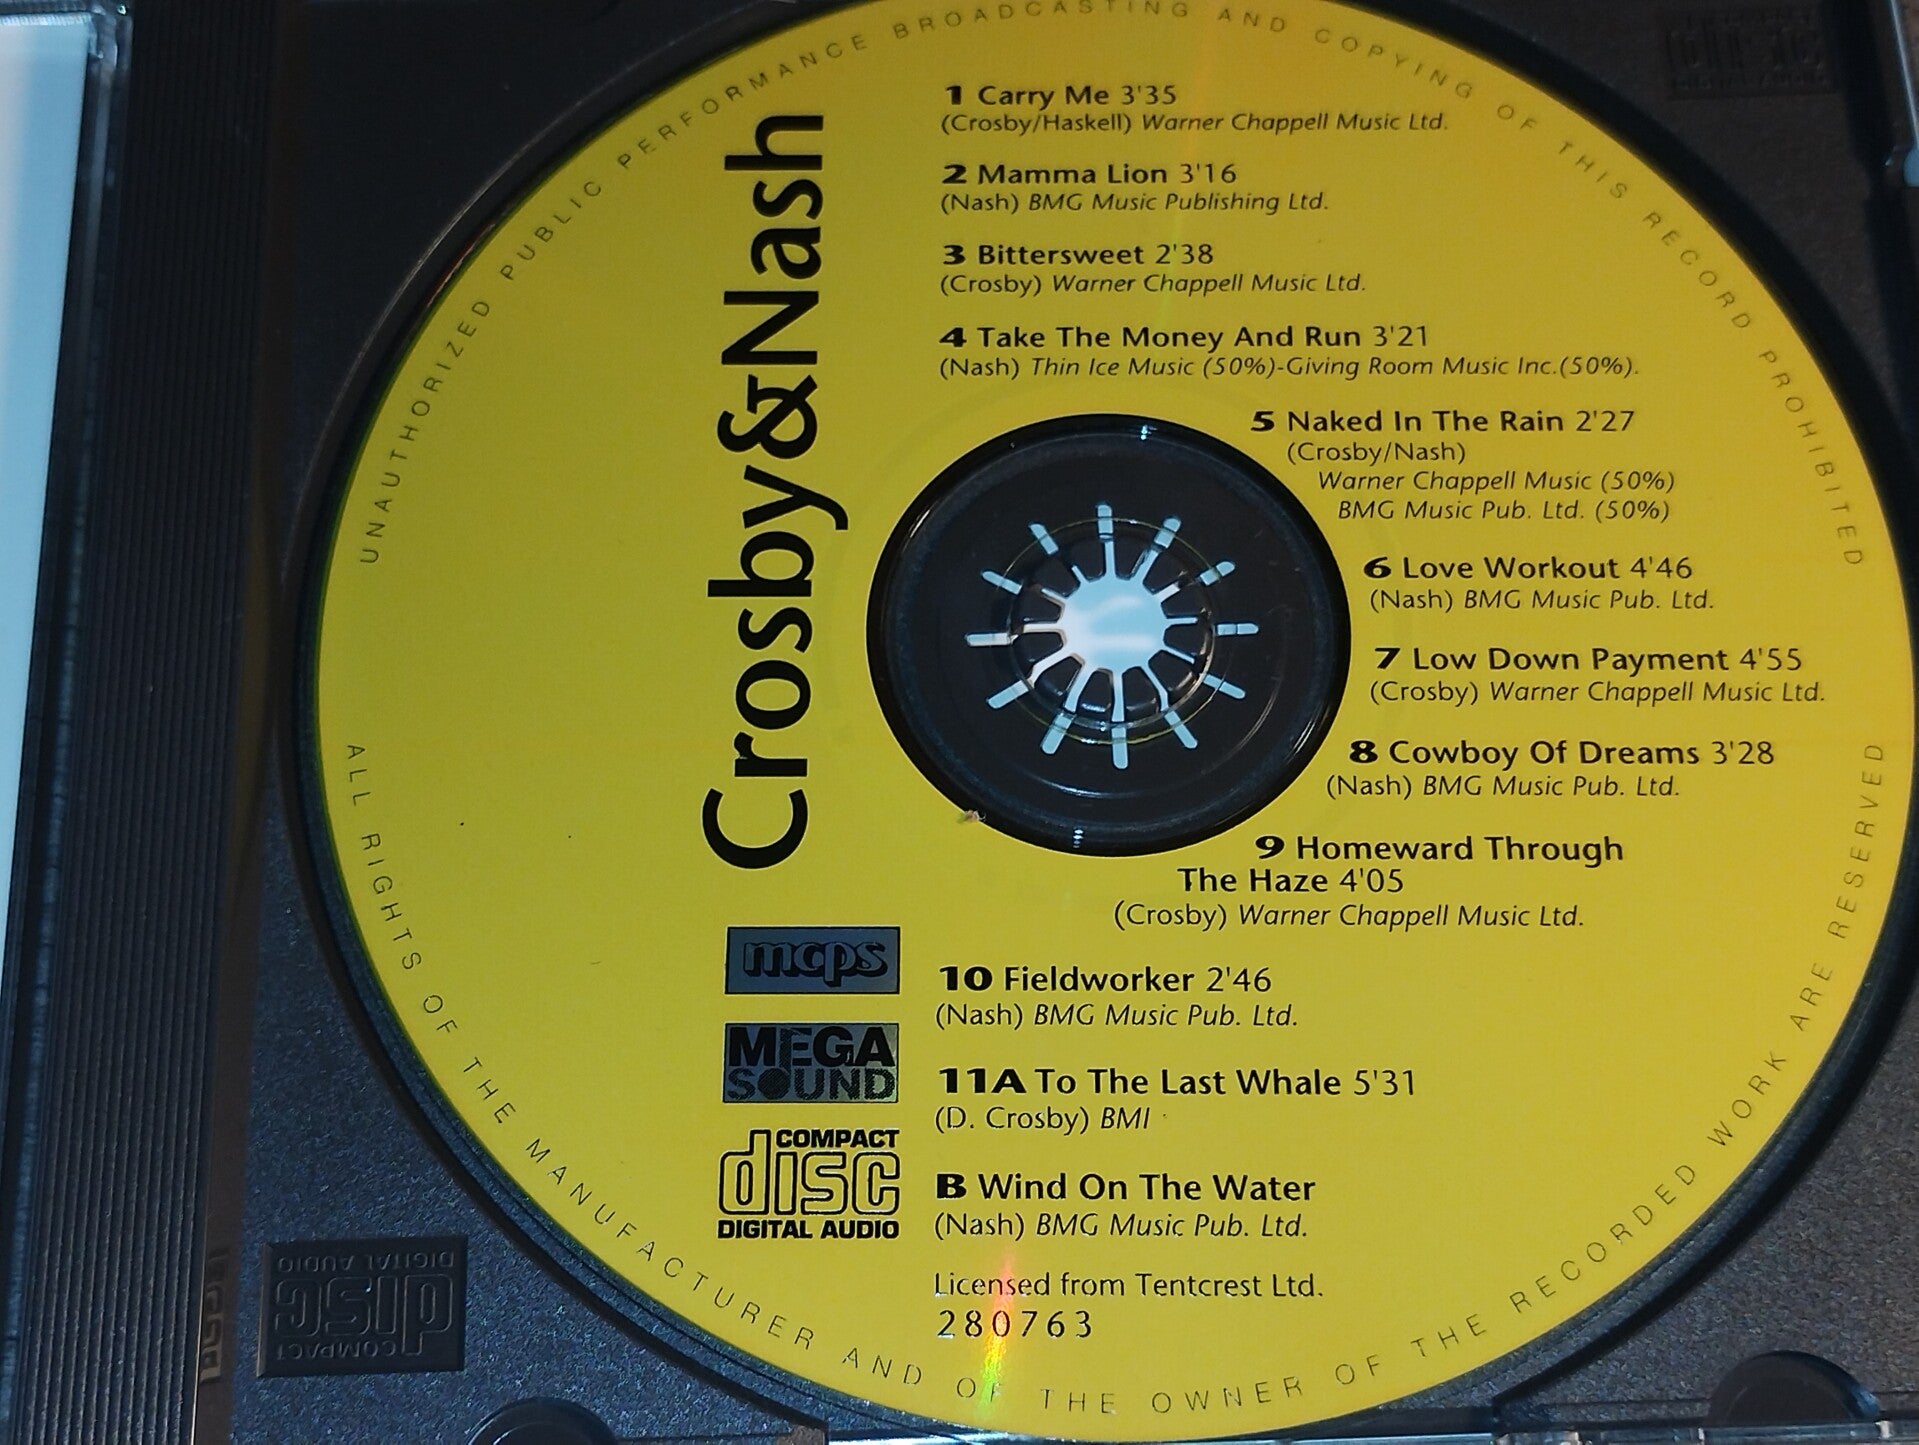 UNAUTHORIZED PUBLIC PERFORMANCE BROADCASTING AND COPYING OF THIS RECORD PROHIBITED
Crosby&Nash
1 Carry Me 3'35
(Crosby/Haskell) Warner Chappell Music Ltd.
2 Mamma Lion 3'16
(Nash) BMG Music Publishing Ltd.
3 Bittersweet 2'38
(Crosby) Warner Chappell Music Ltd.
4 Take The Money And Run 3'21
(Nash) Thin Ice Music (50%)-Giving Room Music Inc.(50%).
5 Naked In The Rain 2'27
(Crosby/Nash)
Warner Chappell Music (50%)
BMG Music Pub. Ltd. (50%)
6 Love Workout 4'46
(Nash) BMG Music Pub. Ltd.
7 Low Down Payment 4'55
(Crosby) Warner Chappell Music Ltd.
8 Cowboy Of Dreams 3'28
(Nash) BMG Music Pub. Ltd.
9 Homeward Through
The Haze 4'05
(Crosby) Warner Chappell Music Ltd.
10 Fieldworker 2'46
(Nash) BMG Music Pub. Ltd.
11A To The Last Whale 5'31
(D. Crosby) BMI
B Wind On The Water
(Nash) BMG Music Pub. Ltd.
Licensed from Tentcrest Ltd.
280763
mcps
MEGA
SOUND
COMPACT
disc
DIGITAL AUDIO
ALL RIGHTS OF THE MANUFACTURER AND OF THE OWNER OF THE RECORDED WORK ARE RESERVED
COMPACT
disc
DIGITAL AUDIO